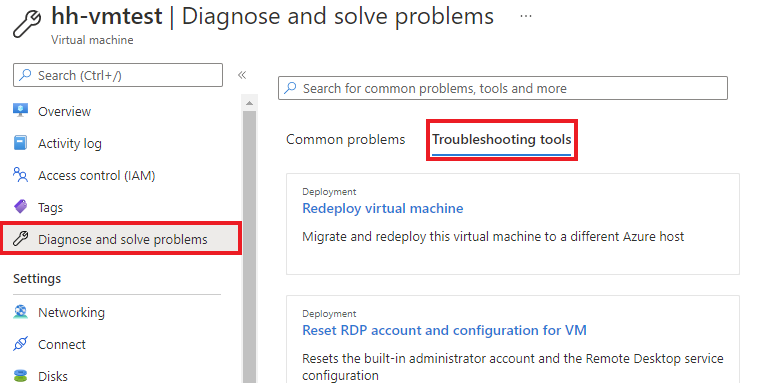 hh-vmtest | Diagnose and solve problems ...
Virtual machine
Search (Ctrl+/)
«
Overview
Activity log
Access control (IAM)
Tags
Diagnose and solve problems
Settings
Networking
Connect
Disks
Search for common problems, tools and more
Common problems
Troubleshooting tools
Deployment
Redeploy virtual machine
Migrate and redeploy this virtual machine to a different Azure host
Deployment
Reset RDP account and configuration for VM
Resets the built-in administrator account and the Remote Desktop service
configuration